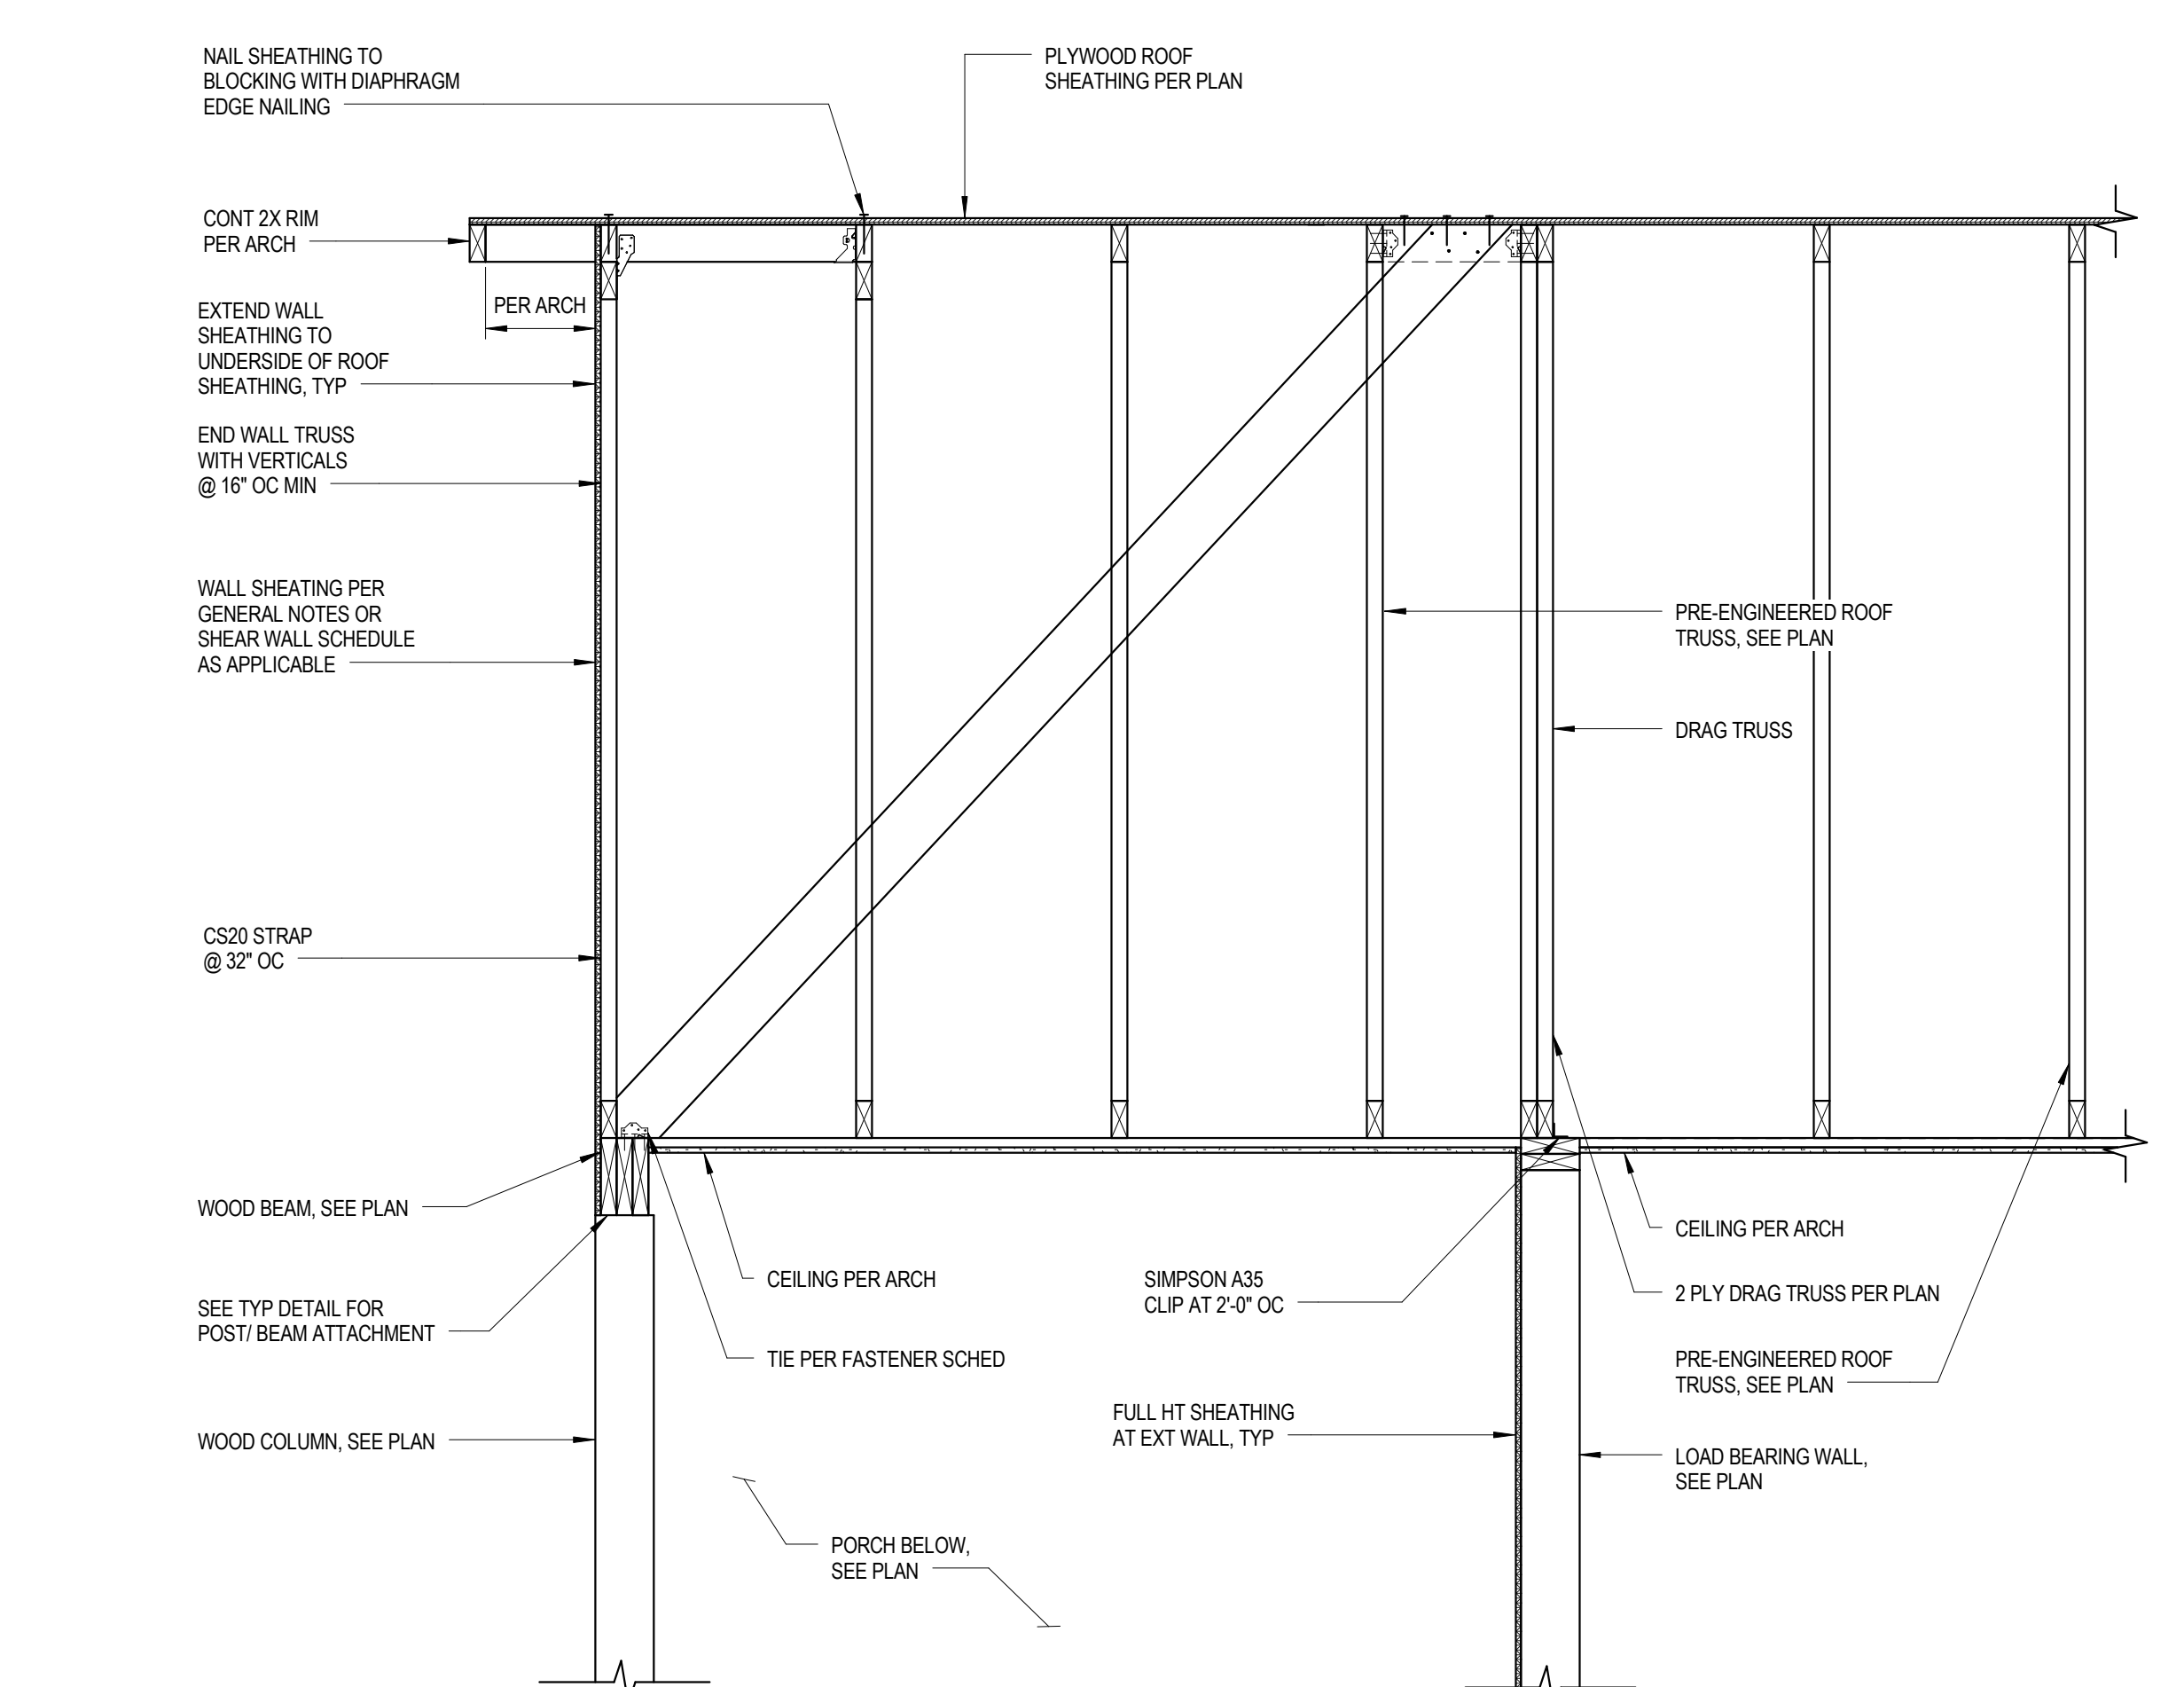 NAIL SHEATHING TO
BLOCKING WITH DIAPHRAGM
EDGE NAILING
PLYWOOD ROOF
SHEATHING PER PLAN
CONT 2X RIM
PER ARCH
PER ARCH
EXTEND WALL
SHEATHING TO
UNDERSIDE OF ROOF
SHEATHING, TYP
END WALL TRUSS
WITH VERTICALS
@ 16" OC MIN
WALL SHEATING PER
GENERAL NOTES OR
SHEAR WALL SCHEDULE
AS APPLICABLE
PRE-ENGINEERED ROOF
TRUSS, SEE PLAN
DRAG TRUSS
CS20 STRAP
@ 32" OC
WOOD BEAM, SEE PLAN
CEILING PER ARCH
CEILING PER ARCH
SIMPSON A35
CLIP AT 2'-0" OC
2 PLY DRAG TRUSS PER PLAN
SEE TYP DETAIL FOR
POST/ BEAM ATTACHMENT
TIE PER FASTENER SCHED
PRE-ENGINEERED ROOF
TRUSS, SEE PLAN
FULL HT SHEATHING
AT EXT WALL, TYP
WOOD COLUMN, SEE PLAN
LOAD BEARING WALL,
SEE PLAN
PORCH BELOW,
SEE PLAN